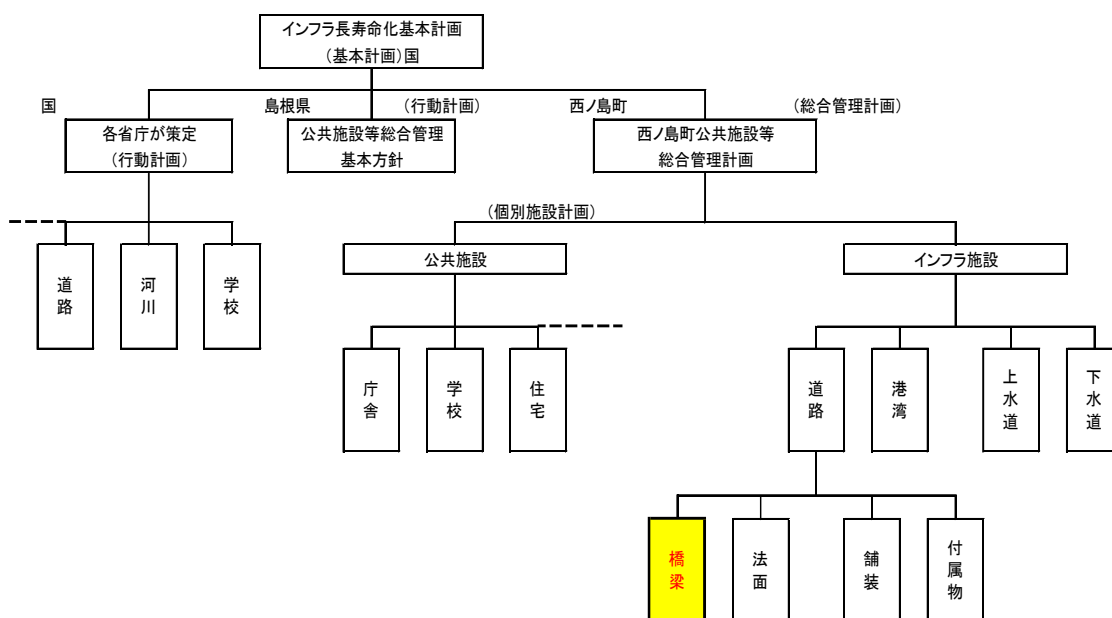 インフラ長寿命化基本計画
(基本計画)国
国
島根県
(行動計画)
西ノ島町
(総合管理計画)
各省庁が策定
(行動計画)
公共施設等総合管理
基本方針
西ノ島町公共施設等
総合管理計画
(個別施設計画)
道路
河川
学校
公共施設
インフラ施設
庁舎
学校
住宅
道路
港湾
上水道
下水道
橋梁
法面
舗装
付属物